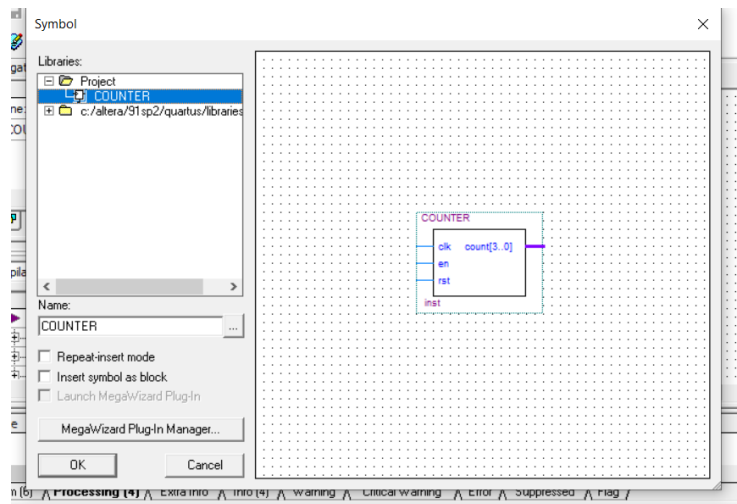 Symbol
Libraries:
Project
COUNTER
c:/altera/91sp2/quartus/libraries
COUNTER
clk count[3..0]
en
rst
inst
Name:
COUNTER
...
Repeat-insert mode
Insert symbol as block
Launch MegaWizard Plug-In
MegaWizard Plug-In Manager...
OK
Cancel
Processing (4) Extra Info Info (4) Warning Critical Warning Error Suppressed Flag